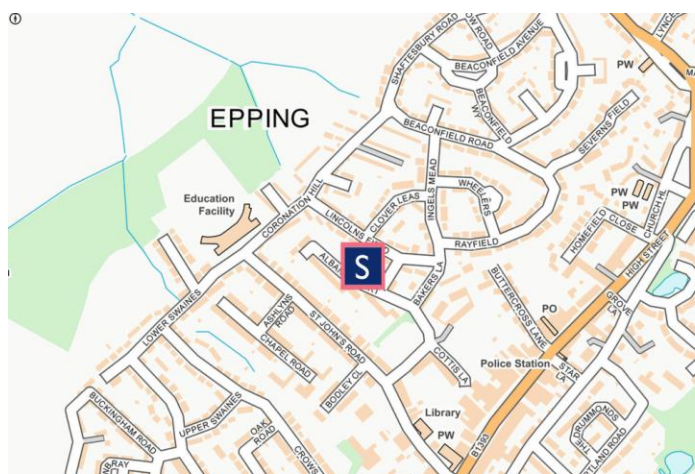 SHAFTESBURY ROAD
BEACONFIELD AVENUE
PW
BEACONFIELD WY
SEVERNS FIELD
EPPING
BEACONFIELD ROAD
Education
Facility
CORONATION HILL
INGELS MEAD
WHEELERS
CLOVER LEAS
LINCOLNS
PW
PW
HOMEFIELD CLOSE
CHURCH HL
HIGH STREET
RAYFIELD
S
BAKERS LA
LOWER SWAINES
ASHLYNS
ROAD
ST JOHN'S ROAD
CHAPEL ROAD
BUTTERCROSS LANE
PO
GROVE
LA
Police Station
STAR
LA
COTTIS LA
BODLEY CL
BUCKINGHAM ROAD
UPPER SWAINES
OAK
ROAD
Library
PW
B1393
DRUMMONDS